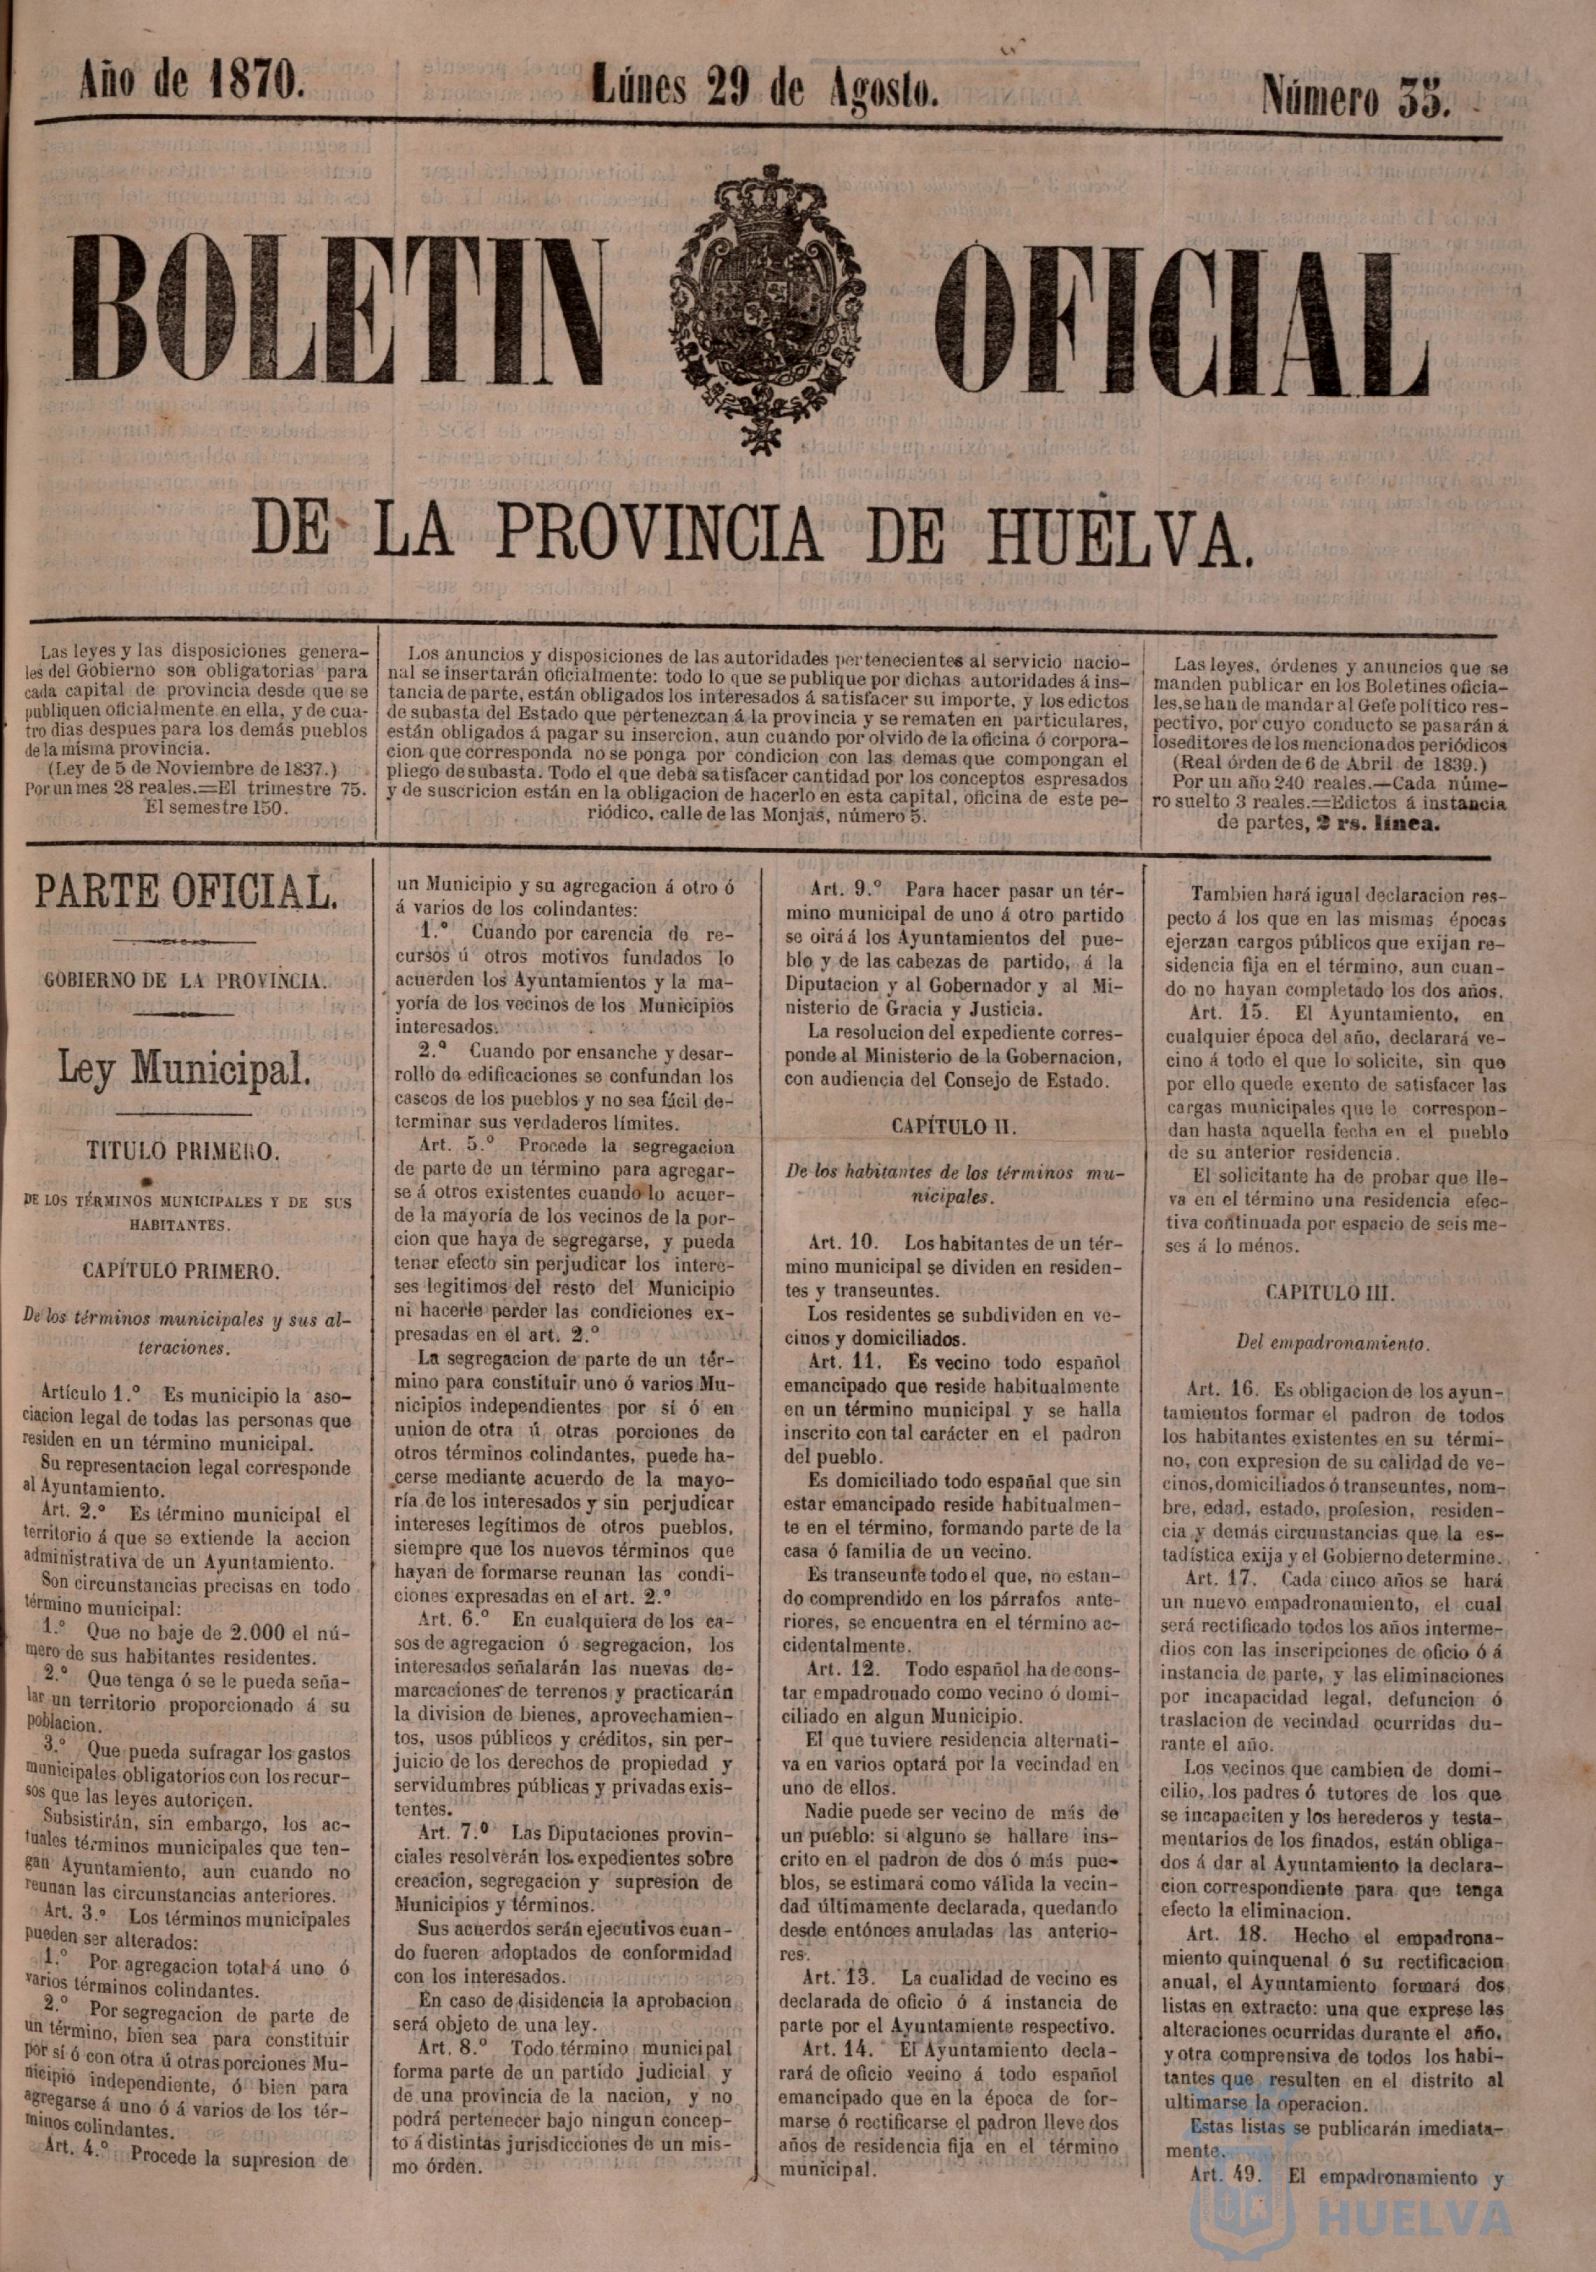 Año de 1870.
Lúnes 29 de Agosto.
Número 35.
BOLETIN OFICIAL
DE LA PROVINCIA DE HUELVA.
Las leyes y las disposiciones genera-
les del Gobierno son obligatorias para
cada capital de provincia desde que se
publiquen oficialmente en ella, y de cua-
tro dias despues para los demás pueblos
de la misma provincia.
(Ley de 5 de Noviembre de 1837.)
Por un mes 28 reales.=El trimestre 75.
El semestre 150.
Los anuncios y disposiciones de las autoridades pertenecientes al servicio nacio-
nal se insertarán oficialmente: todo lo que se publique por dichas autoridades á ins-
tancia de parte, están obligados los interesados á satisfacer su importe, y los edictos
de subasta del Estado que pertenezcan á la provincia y se rematen en particulares,
están obligados á pagar su insercion, aun cuando por olvido de la oficina ó corpora-
cion que corresponda no se ponga por condicion con las demas que compongan el
pliego de subasta. Todo el que deba satisfacer cantidad por los conceptos espresados
y de suscricion están en la obligacion de hacerlo en esta capital, oficina de este pe-
riódico, calle de las Monjas, número 5.
Las leyes, órdenes y anuncios que se
manden publicar en los Boletines oficia-
les, se han de mandar al Gefe político res-
pectivo, por cuyo conducto se pasarán á
los editores de los mencionados periódicos
(Real órden de 6 de Abril de 1839.)
Por un año 240 reales.—Cada núme-
ro suelto 3 reales.=Edictos á instancia
de partes, 2 rs. línea.
PARTE OFICIAL.
GOBIERNO DE LA PROVINCIA.
Ley Municipal.
TITULO PRIMERO.
DE LOS TÉRMINOS MUNICIPALES Y DE SUS
HABITANTES.
CAPÍTULO PRIMERO.
De los términos municipales y sus al-
teraciones.
Artículo 1.º Es municipio la aso-
ciacion legal de todas las personas que
residen en un término municipal.
Su representacion legal corresponde
al Ayuntamiento.
Art. 2.º Es término municipal el
territorio á que se extiende la accion
administrativa de un Ayuntamiento.
Son circunstancias precisas en todo
término municipal:
1.º Que no baje de 2.000 el nú-
mero de sus habitantes residentes.
2.º Que tenga ó se le pueda seña-
lar un territorio proporcionado á su
poblacion.
3.º Que pueda sufragar los gastos
municipales obligatorios con los recur-
sos que las leyes autoricen.
Subsistirán, sin embargo, los ac-
tuales términos municipales que ten-
gan Ayuntamiento, aun cuando no
reunan las circunstancias anteriores.
Art. 3.º Los términos municipales
pueden ser alterados:
1.º Por agregacion total á uno ó
varios términos colindantes.
2.º Por segregacion de parte de
un término, bien sea para constituir
por sí ó con otra ú otras porciones Mu-
nicipio independiente, ó bien para
agregarse á uno ó á varios de los tér-
minos colindantes.
Art. 4.º Procede la supresion de
un Municipio y su agregacion á otro ó
á varios de los colindantes:
1.º Cuando por carencia de re-
cursos ú otros motivos fundados lo
acuerden los Ayuntamientos y la ma-
yoría de los vecinos de los Municipios
interesados.
2.º Cuando por ensanche y desar-
rollo de edificaciones se confundan los
cascos de los pueblos y no sea fácil de-
terminar sus verdaderos límites.
Art. 5.º Procede la segregacion
de parte de un término para agregar-
se á otros existentes cuando lo acuer-
de la mayoría de los vecinos de la por-
cion que haya de segregarse, y pueda
tener efecto sin perjudicar los intere-
ses legitimos del resto del Municipio
ni hacerle perder las condiciones ex-
presadas en el art. 2.º
La segregacion de parte de un tér-
mino para constituir uno ó varios Mu-
nicipios independientes por sí ó en
union de otra ú otras porciones de
otros términos colindantes, puede ha-
cerse mediante acuerdo de la mayo-
ría de los interesados y sin perjudicar
intereses legítimos de otros pueblos,
siempre que los nuevos términos que
hayan de formarse reunan las condi-
ciones expresadas en el art. 2.º
Art. 6.º En cualquiera de los ca-
sos de agregacion ó segregacion, los
interesados señalarán las nuevas de-
marcaciones de terrenos y practicarán
la division de bienes, aprovechamien-
tos, usos públicos y créditos, sin per-
juicio de los derechos de propiedad y
servidumbres públicas y privadas exis-
tentes.
Art. 7.º Las Diputaciones provin-
ciales resolverán los expedientes sobre
creacion, segregacion y supresion de
Municipios y términos.
Sus acuerdos serán ejecutivos cuan-
do fueren adoptados de conformidad
con los interesados.
En caso de disidencia la aprobacion
será objeto de una ley.
Art. 8.º Todo término municipal
forma parte de un partido judicial y
de una provincia de la nacion, y no
podrá pertenecer bajo ningun concep-
to á distintas jurisdicciones de un mis-
mo órden.
Art. 9.º Para hacer pasar un tér-
mino municipal de uno á otro partido
se oirá á los Ayuntamientos del pue-
blo y de las cabezas de partido, á la
Diputacion y al Gobernador y al Mi-
nisterio de Gracia y Justicia.
La resolucion del expediente corres-
ponde al Ministerio de la Gobernacion,
con audiencia del Consejo de Estado.
CAPÍTULO II.
De los habitantes de los términos mu-
nicipales.
Art. 10. Los habitantes de un tér-
mino municipal se dividen en residen-
tes y transeuntes.
Los residentes se subdividen en ve-
cinos y domiciliados.
Art. 11. Es vecino todo español
emancipado que reside habitualmente
en un término municipal y se halla
inscrito con tal carácter en el padron
del pueblo.
Es domiciliado todo español que sin
estar emancipado reside habitualmen-
te en el término, formando parte de la
casa ó familia de un vecino.
Es transeunte todo el que, no estan-
do comprendido en los párrafos ante-
riores, se encuentra en el término ac-
cidentalmente.
Art. 12. Todo español ha de cons-
tar empadronado como vecino ó domi-
ciliado en algun Municipio.
El que tuviere residencia alternati-
va en varios optará por la vecindad en
uno de ellos.
Nadie puede ser vecino de más de
un pueblo: si alguno se hallare ins-
crito en el padron de dos ó más pue-
blos, se estimará como válida la vecin-
dad últimamente declarada, quedando
desde entónces anuladas las anterio-
res.
Art. 13. La cualidad de vecino es
declarada de oficio ó á instancia de
parte por el Ayuntamiento respectivo.
Art. 14. El Ayuntamiento decla-
rará de oficio vecino á todo español
emancipado que en la época de for-
marse ó rectificarse el padron lleve dos
años de residencia fija en el término
municipal.
Tambien hará igual declaracion res-
pecto á los que en las mismas épocas
ejerzan cargos públicos que exijan re-
sidencia fija en el término, aun cuan-
do no hayan completado los dos años.
Art. 15. El Ayuntamiento, en
cualquier época del año, declarará ve-
cino á todo el que lo solicite, sin que
por ello quede exento de satisfacer las
cargas municipales que le correspon-
dan hasta aquella fecha en el pueblo
de su anterior residencia.
El solicitante ha de probar que lle-
va en el término una residencia efec-
tiva continuada por espacio de seis me-
ses á lo ménos.
CAPITULO III.
Del empadronamiento.
Art. 16. Es obligacion de los ayun-
tamientos formar el padron de todos
los habitantes existentes en su térmi-
no, con expresion de su calidad de ve-
cinos, domiciliados ó transeuntes, nom-
bre, edad, estado, profesion, residen-
cia y demás circunstancias que la es-
tadística exija y el Gobierno determine.
Art. 17. Cada cinco años se hará
un nuevo empadronamiento, el cual
será rectificado todos los años interme-
dios con las inscripciones de oficio ó á
instancia de parte, y las eliminaciones
por incapacidad legal, defuncion ó
traslacion de vecindad ocurridas du-
rante el año.
Los vecinos que cambien de domi-
cilio, los padres ó tutores de los que
se incapaciten y los herederos y testa-
mentarios de los finados, están obliga-
dos á dar al Ayuntamiento la declara-
cion correspondiente para que tenga
efecto la eliminacion.
Art. 18. Hecho el empadrona-
miento quinquenal ó su rectificacion
anual, el Ayuntamiento formará dos
listas en extracto: una que exprese las
alteraciones ocurridas durante el año,
y otra comprensiva de todos los habi-
tantes que resulten en el distrito al
ultimarse la operacion.
Estas listas se publicarán imediata-
mente.
Art. 49. El empadronamiento y
HUELVA